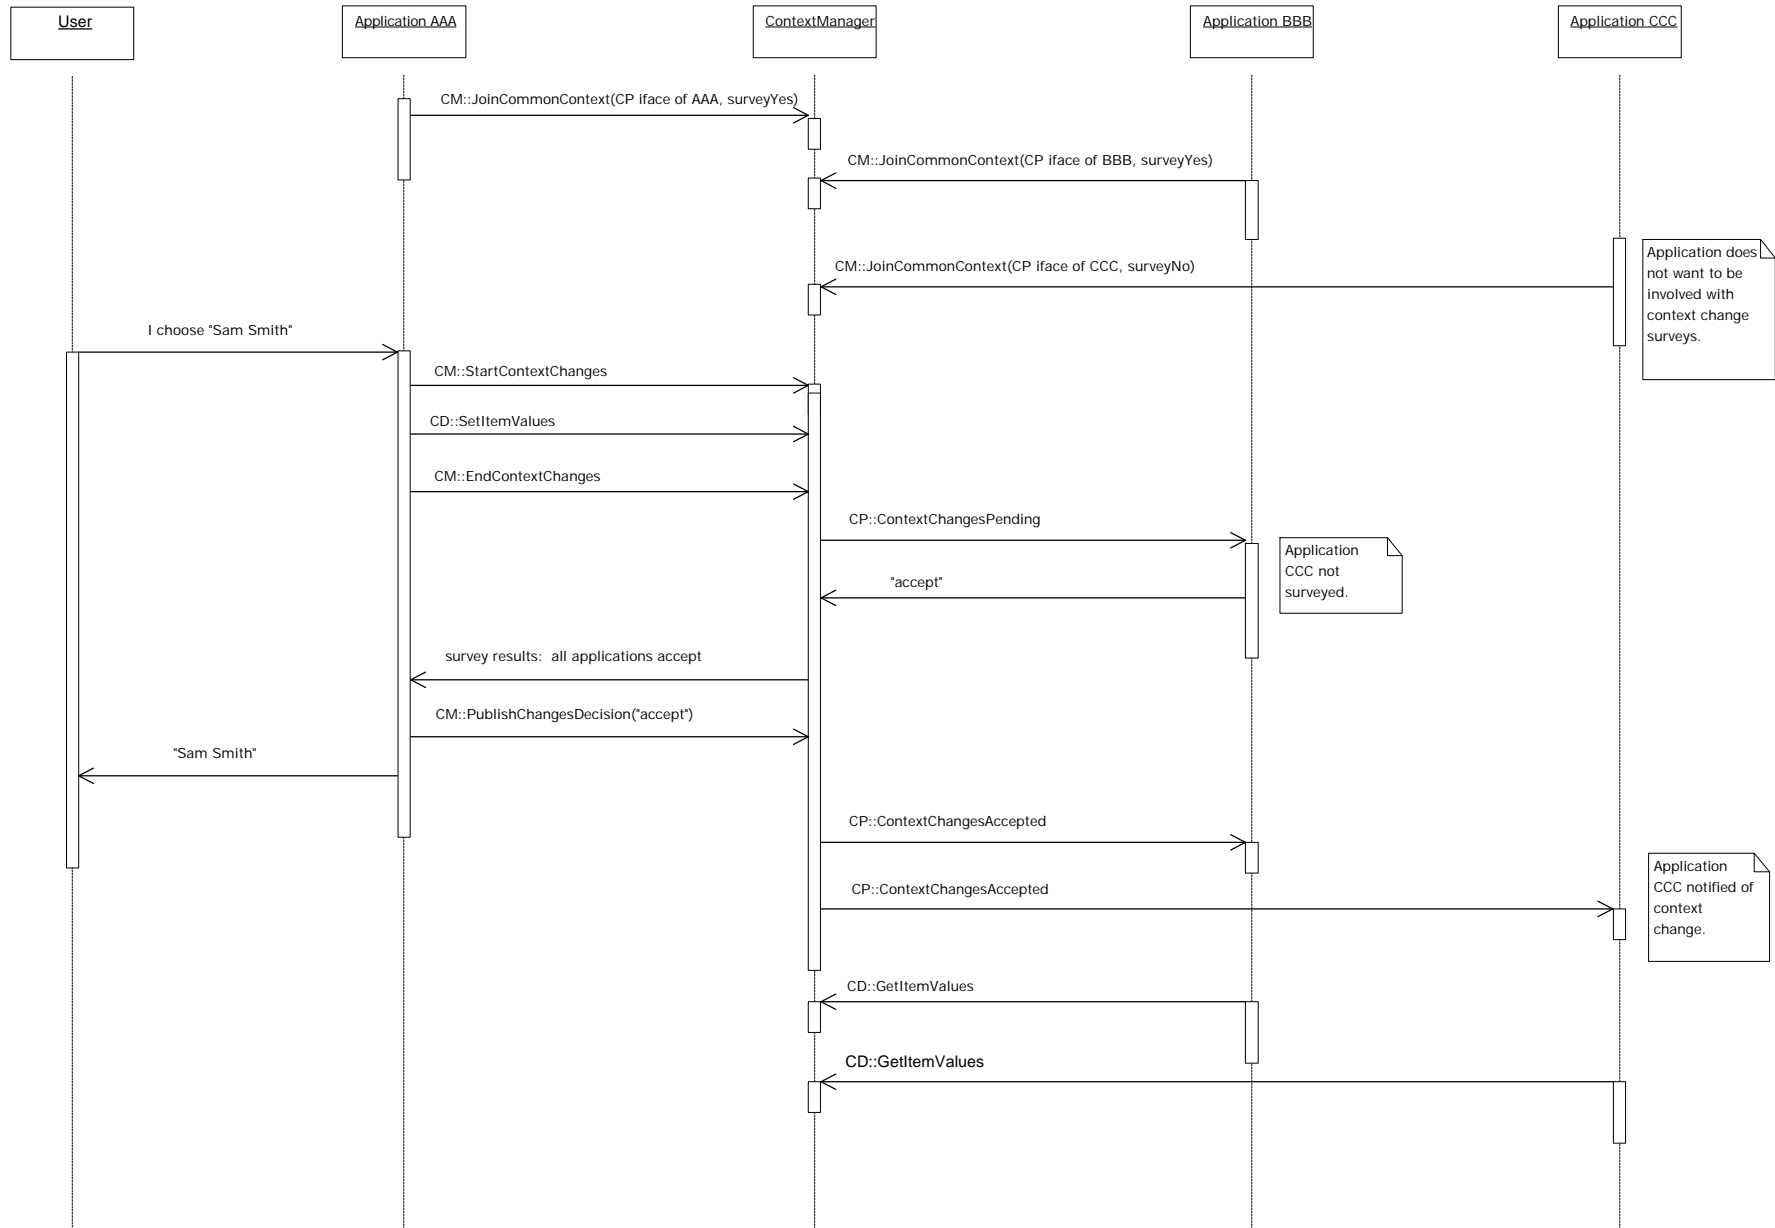 User
Application AAA
ContextManager
Application BBB
Application CCC
CM::JoinCommonContext(CP iface of AAA, surveyYes)
CM::JoinCommonContext(CP iface of BBB, surveyYes)
CM::JoinCommonContext(CP iface of CCC, surveyNo)
Application does
not want to be
involved with
context change
surveys.
I choose "Sam Smith"
CM::StartContextChanges
CD::SetItemValues
CM::EndContextChanges
CP::ContextChangesPending
Application
CCC not
surveyed.
"accept"
survey results:  all applications accept
CM::PublishChangesDecision("accept")
"Sam Smith"
CP::ContextChangesAccepted
CP::ContextChangesAccepted
Application
CCC notified of
context
change.
CD::GetItemValues
CD::GetItemValues